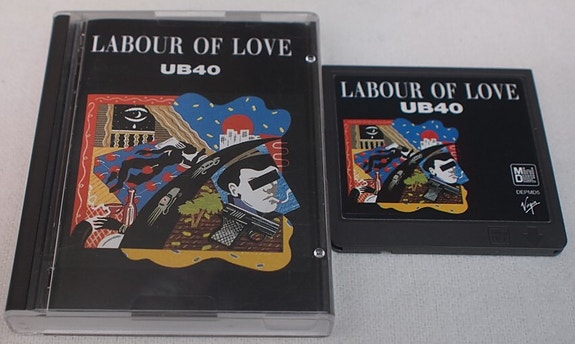 LABOUR OF LOVE
UB40
LABOUR OF LOVE
UB40
Mini
Disc
DEPMD5
Virgin